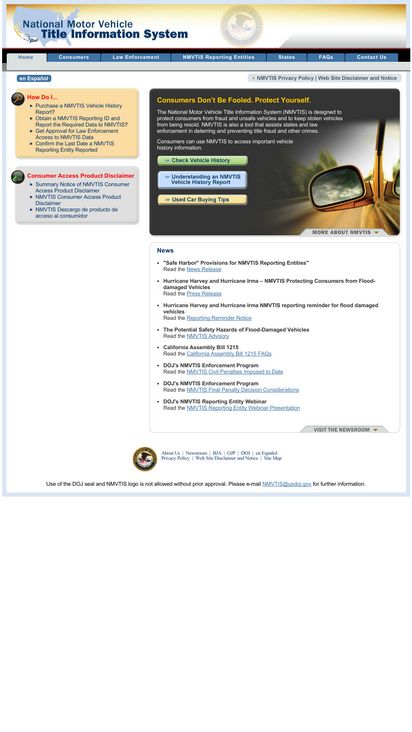 National Motor Vehicle
Title Information System
Home Consumers Law Enforcement NMVTIS Reporting Entities States FAQs Contact Us
en Español
NMVTIS Privacy Policy | Web Site Disclaimer and Notice
How Do I...
Purchase a NMVTIS Vehicle History
Report?
Obtain a NMVTIS Reporting ID and
Report the Required Data to NMVTIS?
Get Approval for Law Enforcement
Access to NMVTIS Data
Confirm the Last Date a NMVTIS
Reporting Entity Reported
Consumer Access Product Disclaimer
Summary Notice of NMVTIS Consumer
Access Product Disclaimer
NMVTIS Consumer Access Product
Disclaimer
NMVTIS Descargo de producto de
acceso al consumidor
Consumers Don't Be Fooled. Protect Yourself.
The National Motor Vehicle Title Information System (NMVTIS) is designed to
protect consumers from fraud and unsafe vehicles and to keep stolen vehicles
from being resold. NMVTIS is also a tool that assists states and law
enforcement in deterring and preventing title fraud and other crimes.
Consumers can use NMVTIS to access important vehicle
history information.
Check Vehicle History
Understanding an NMVTIS
Vehicle History Report
Used Car Buying Tips
MORE ABOUT NMVTIS
News
• "Safe Harbor" Provisions for NMVTIS Reporting Entities"
Read the News Release
• Hurricane Harvey and Hurricane Irma – NMVTIS Protecting Consumers from Flood-
damaged Vehicles
Read the Press Release
• Hurricane Harvey and Hurricane Irma NMVTIS reporting reminder for flood damaged
vehicles
Read the Reporting Reminder Notice
• The Potential Safety Hazards of Flood-Damaged Vehicles
Read the NMVTIS Advisory
• California Assembly Bill 1215
Read the California Assembly Bill 1215 FAQs
• DOJ's NMVTIS Enforcement Program
Read the NMVTIS Civil Penalties Imposed to Date
• DOJ's NMVTIS Enforcement Program
Read the NMVTIS Final Penalty Decision Considerations
• DOJ's NMVTIS Reporting Entity Webinar
Read the NMVTIS Reporting Entity Webinar Presentation
VISIT THE NEWSROOM
About Us | Newsroom | BJA | OJP | DOJ | en Español
Privacy Policy | Web Site Disclaimer and Notice | Site Map
Use of the DOJ seal and NMVTIS logo is not allowed without prior approval. Please e-mail NMVTIS@usdoj.gov for further information.